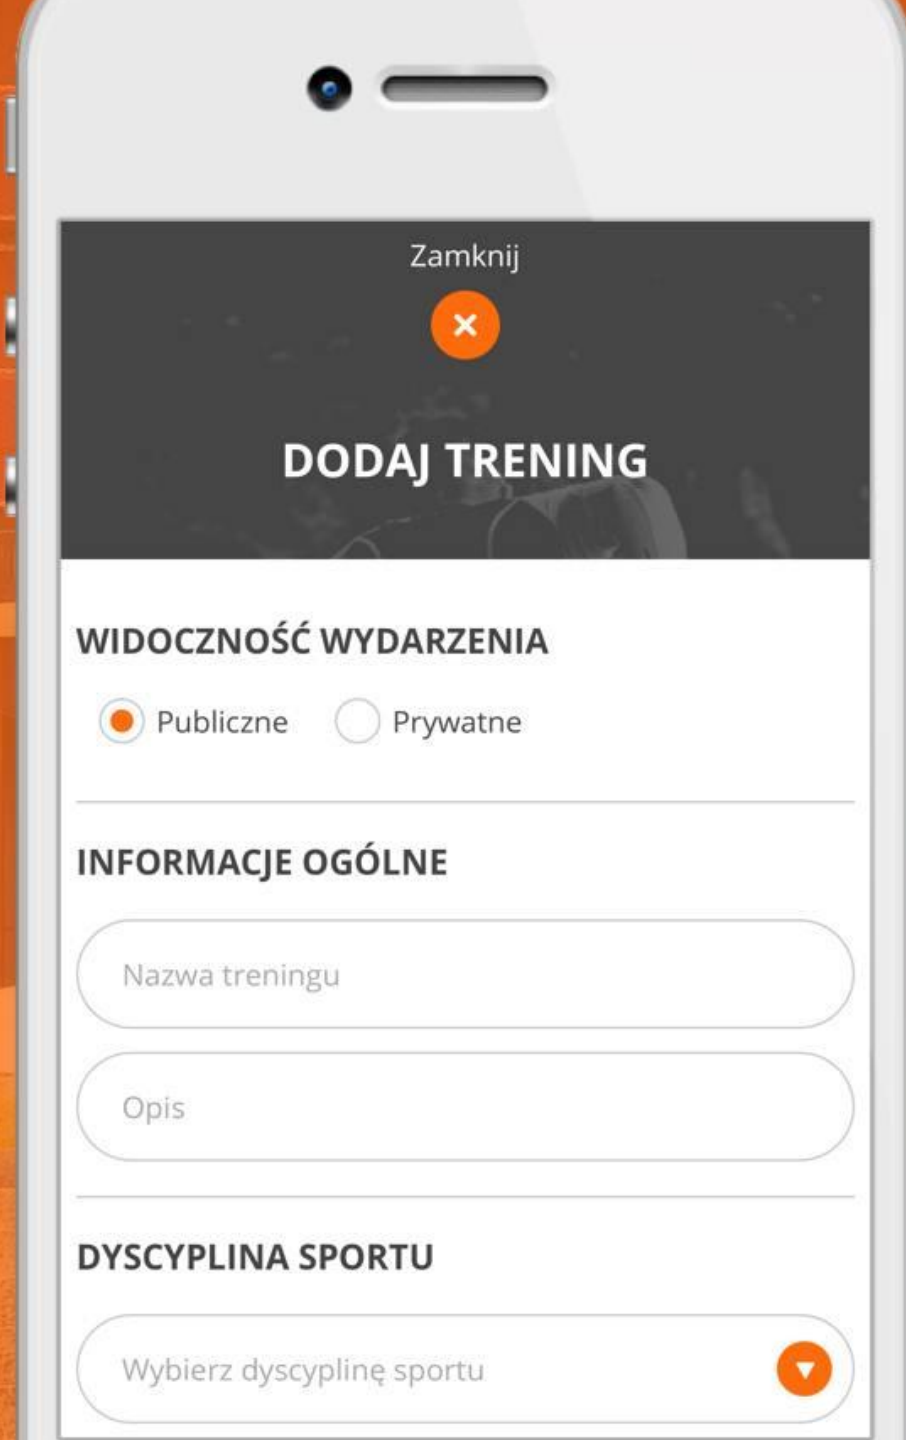 Zamknij
DODAJ TRENING
WIDOCZNOŚĆ WYDARZENIA
Publiczne Prywatne
INFORMACJE OGÓLNE
Nazwa treningu
Opis
DYSCYPLINA SPORTU
Wybierz dyscyplinę sportu